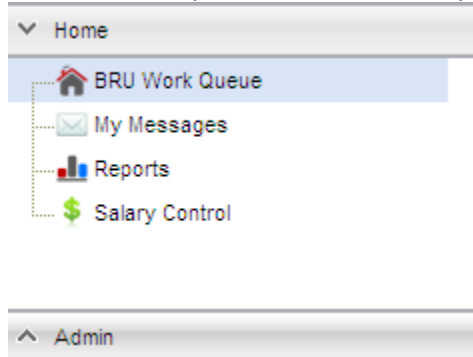 Home
BRU Work Queue
My Messages
Reports
Salary Control
Admin